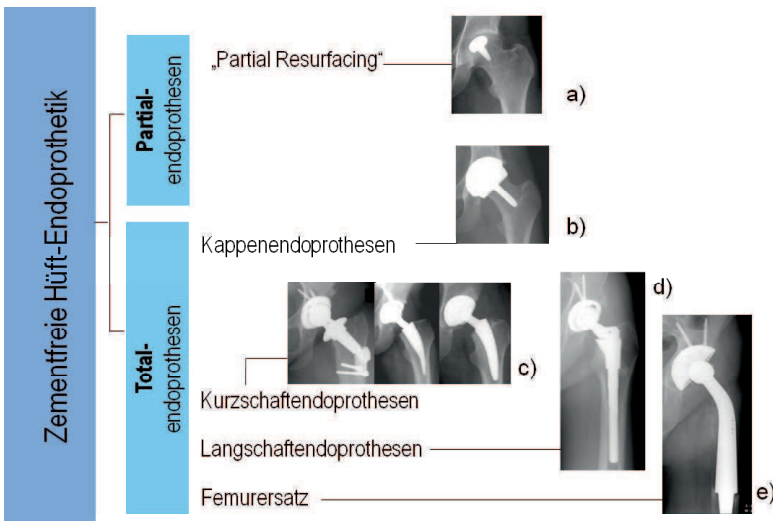 Zementfreie Hüft-Endoprothetik
Partial-
endoprothesen
„Partial Resurfacing“
a)
b)
Total-
endoprothesen
Kappenendoprothesen
c)
Kurzschaftendoprothesen
d)
Langschaftendoprothesen
Femurersatz
e)